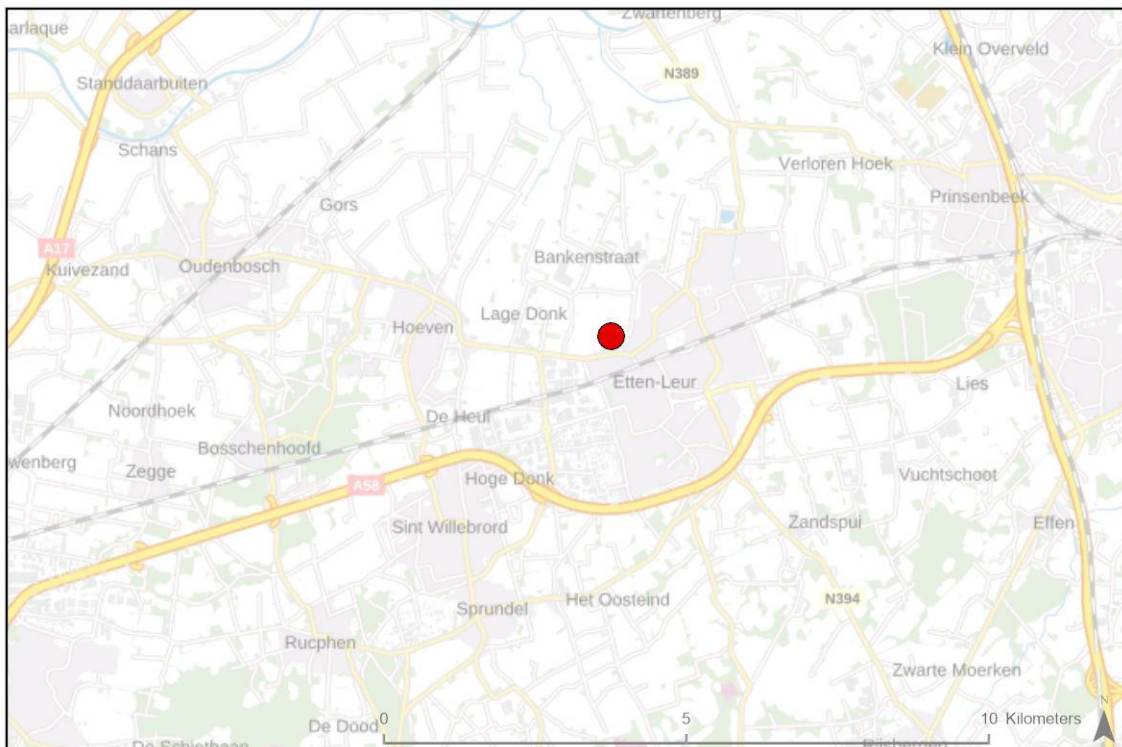 Zwartenberg
arlaque
Klein Overveld
N389
Standdaarbuiten
Schans
Verloren Hoek
Prinsenbeek
Gors
A17
Bankenstraat
Kuivezand
Oudenbosch
Lage Donk
Hoeven
Etten-Leur
Lies
Noordhoek
De Heul
Bosschenhoofd
wenberg
Zegge
Hoge Donk
Vuchtschoot
A58
Sint Willebrord
Zandspui
Effen
Het Oosteind
N394
Sprundel
Rucphen
Zwarte Moerken
N
De Dood
0 5 10 Kilometers